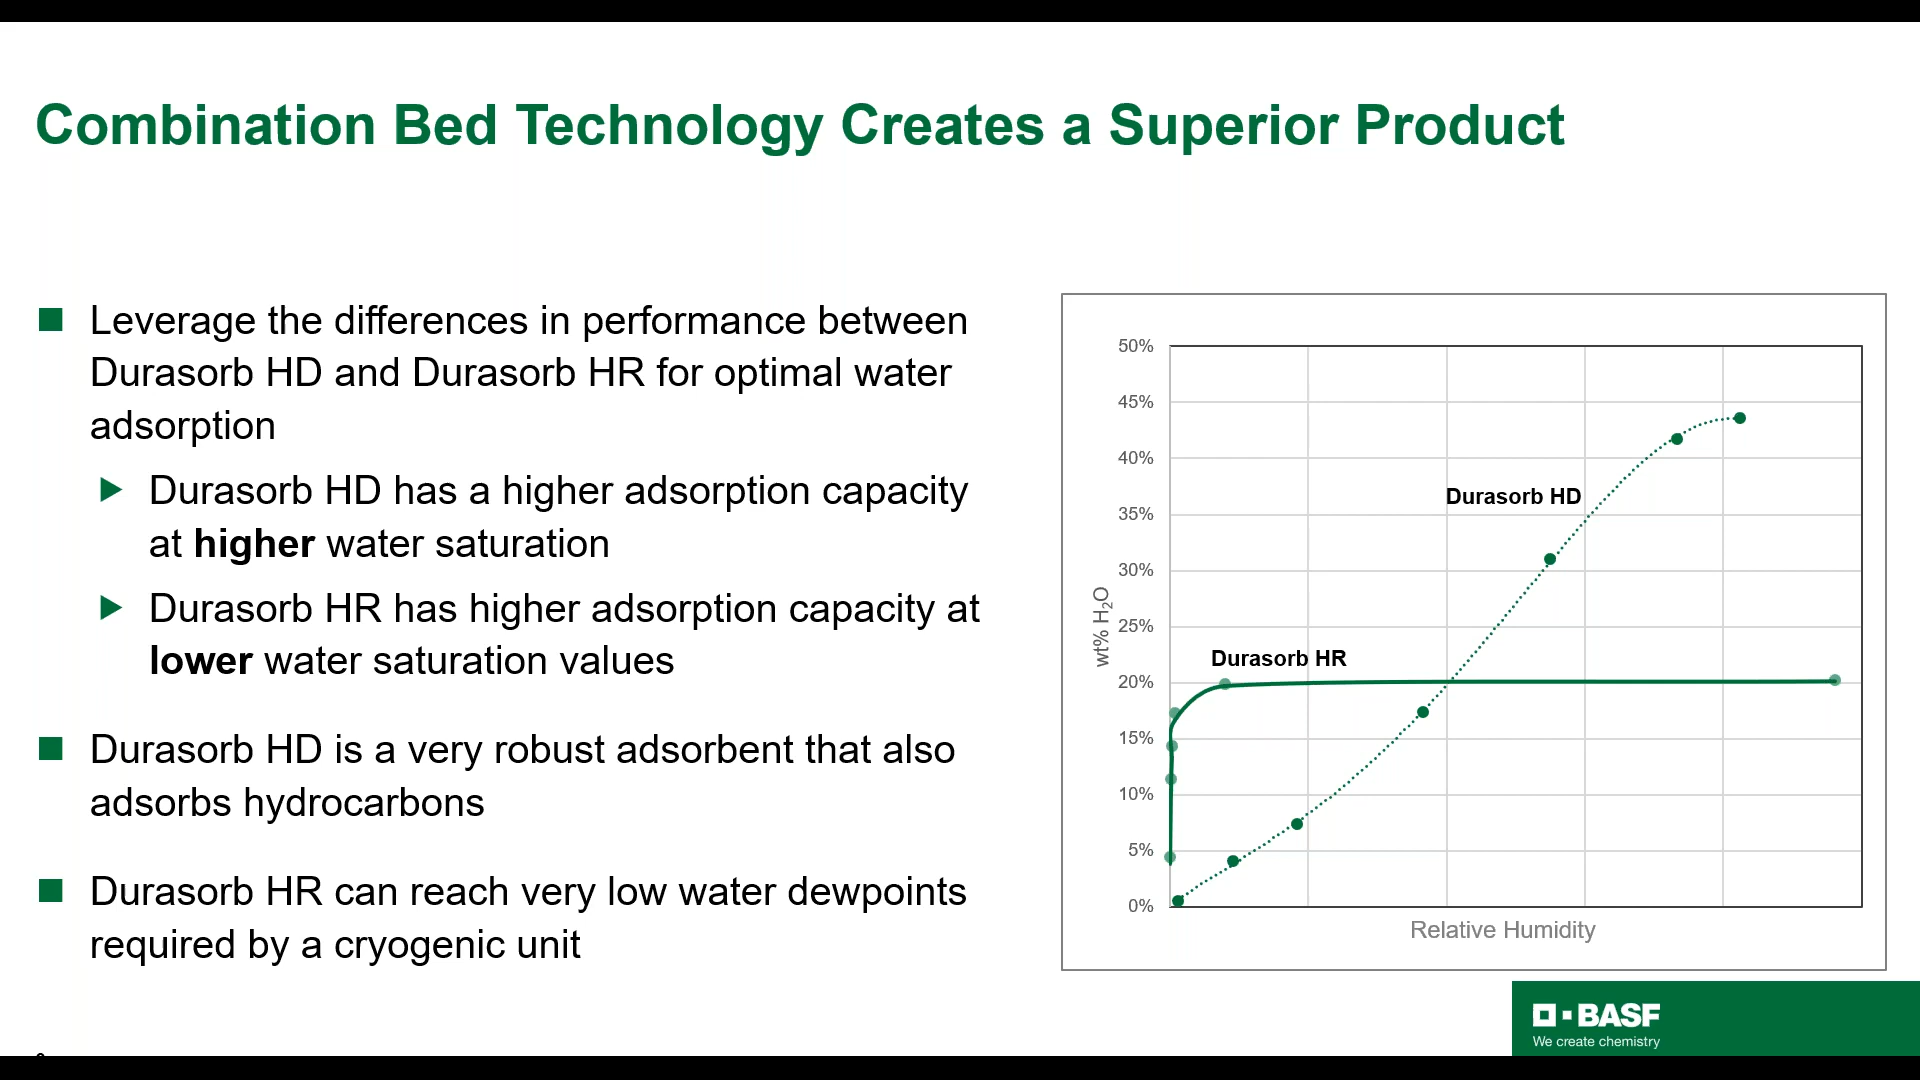 Combination Bed Technology Creates a Superior Product
Leverage the differences in performance between
Durasorb HD and Durasorb HR for optimal water
adsorption
Durasorb HD has a higher adsorption capacity
at higher water saturation
Durasorb HR has higher adsorption capacity at
lower water saturation values
Durasorb HD is a very robust adsorbent that also
adsorbs hydrocarbons
Durasorb HR can reach very low water dewpoints
required by a cryogenic unit
50%
45%
40%
35%
30%
25%
20%
15%
10%
5%
0%
wt% H₂O
Durasorb HD
Durasorb HR
Relative Humidity
BASF
We create chemistry